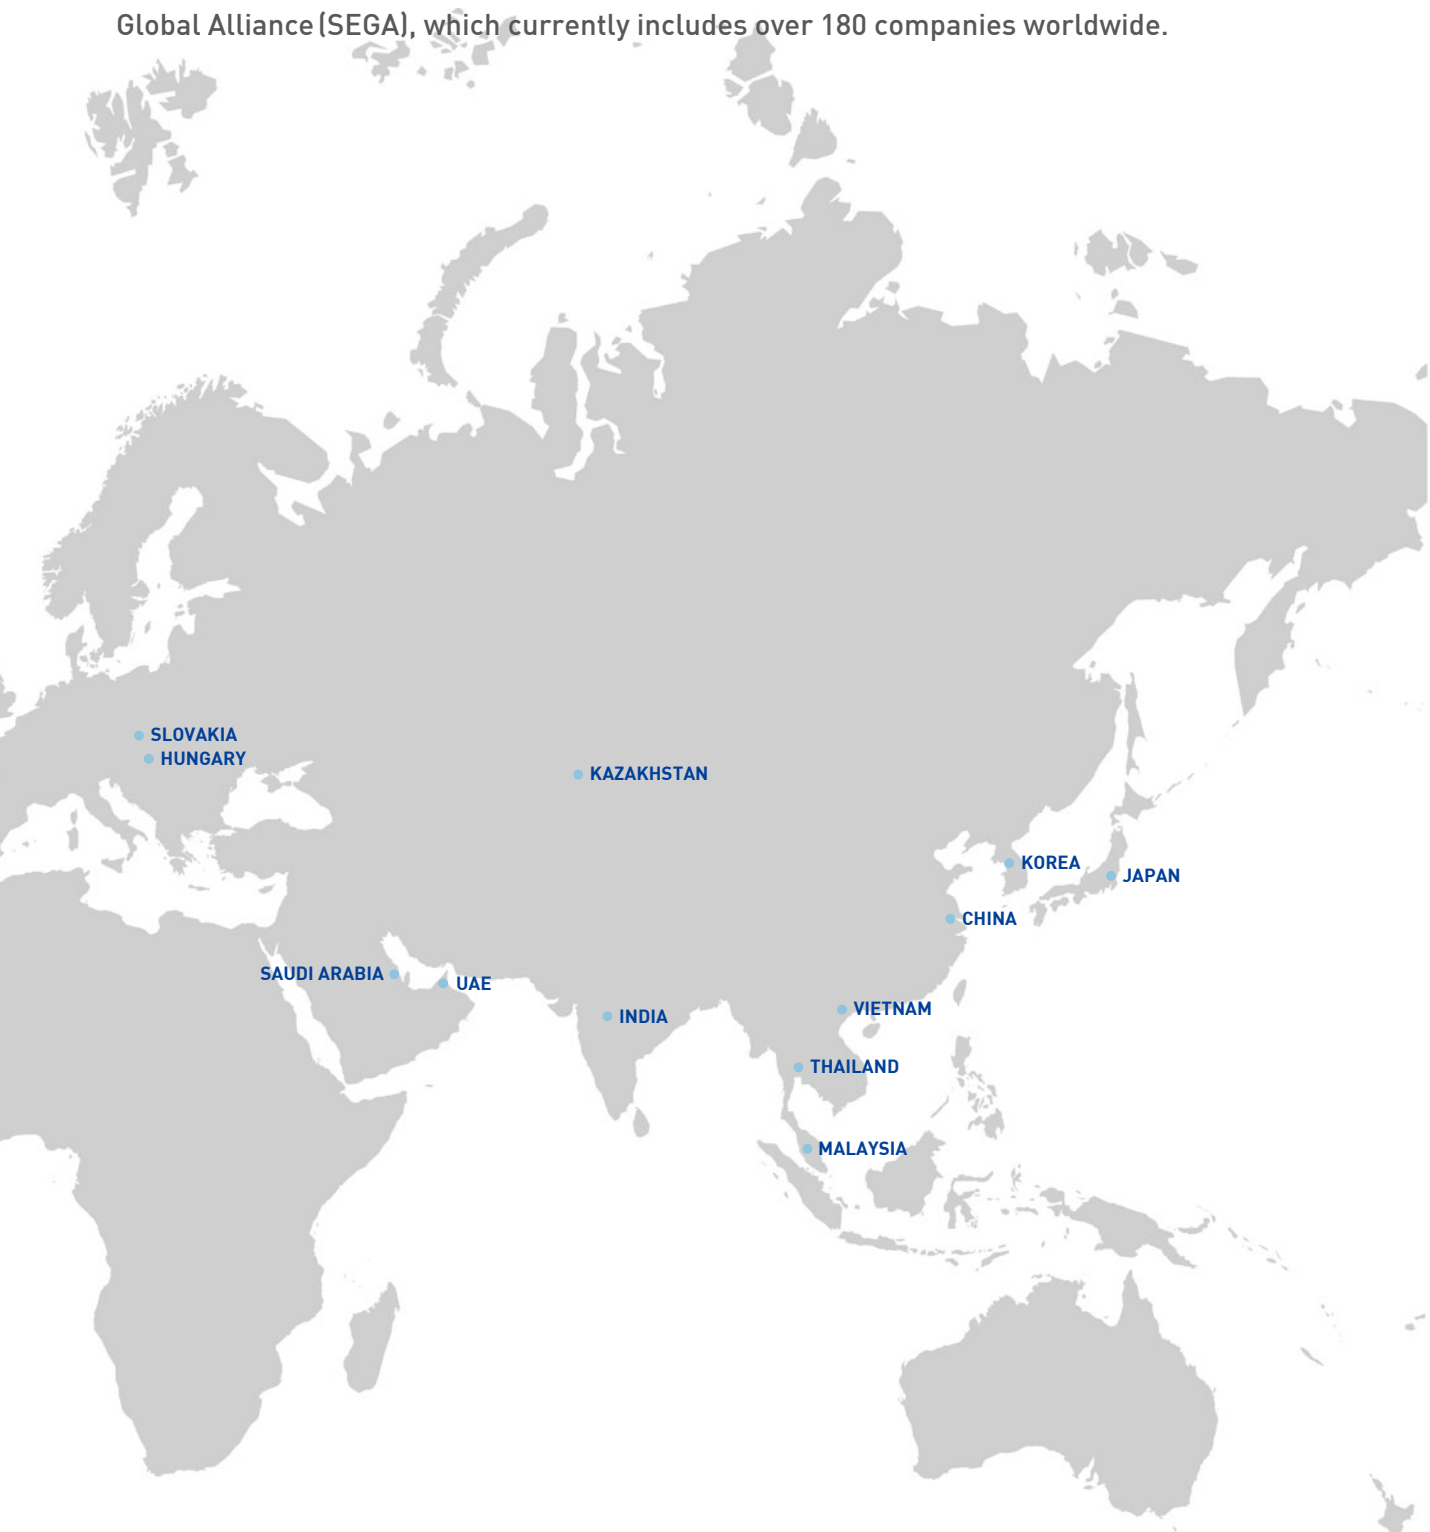 Global Alliance (SEGA), which currently includes over 180 companies worldwide.
SLOVAKIA
HUNGARY
KAZAKHSTAN
KOREA
JAPAN
CHINA
SAUDI ARABIA
UAE
VIETNAM
INDIA
THAILAND
MALAYSIA